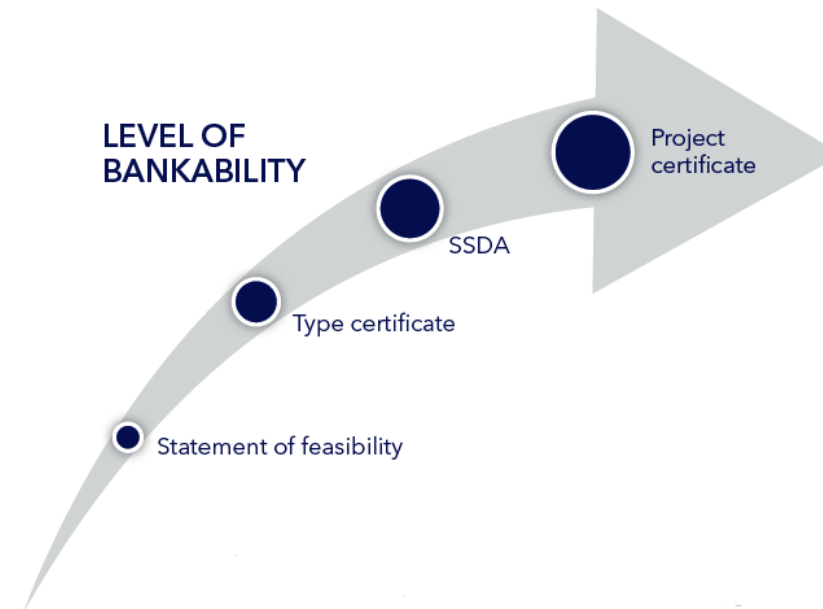 LEVEL OF
BANKABILITY
Project
certificate
SSDA
Type certificate
Statement of feasibility